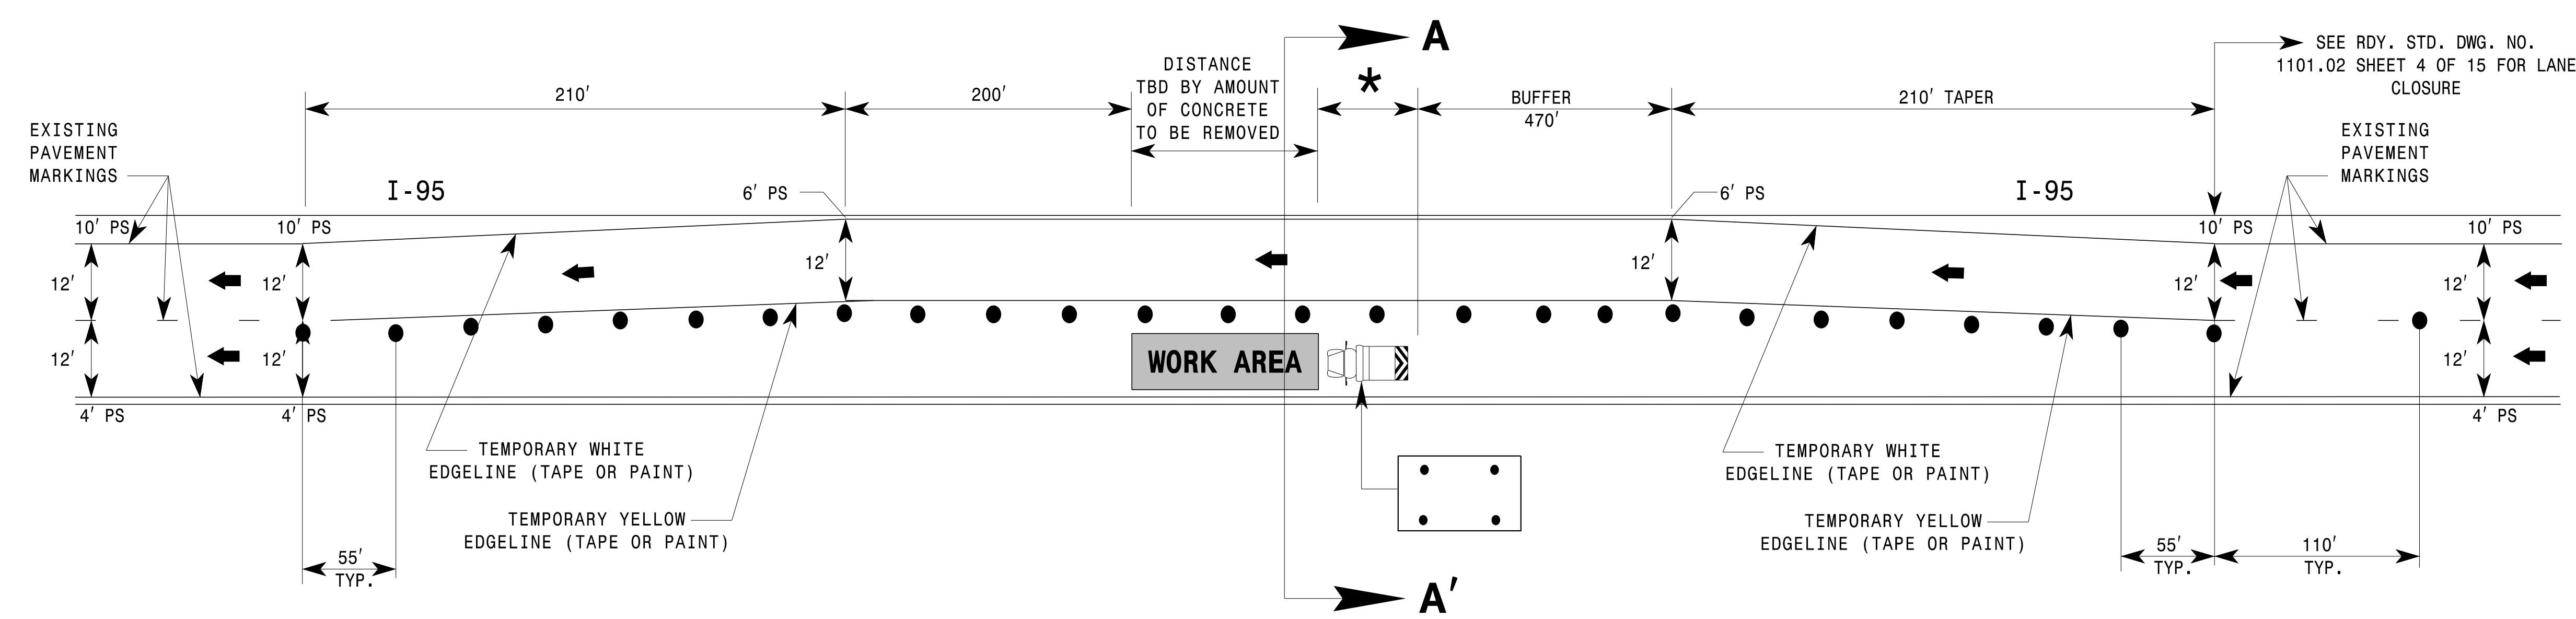 A
SEE RDY. STD. DWG. NO.
1101.02 SHEET 4 OF 15 FOR LANE
CLOSURE
DISTANCE
TBD BY AMOUNT
OF CONCRETE
TO BE REMOVED
*
210'
200'
BUFFER
470'
210' TAPER
EXISTING
PAVEMENT
MARKINGS
EXISTING
PAVEMENT
MARKINGS
I-95
6' PS
6' PS
I-95
10' PS
10' PS
10' PS
10' PS
12'
12'
12'
12'
12'
12'
12'
12'
12'
WORK AREA
4' PS
4' PS
4' PS
TEMPORARY WHITE
EDGELINE (TAPE OR PAINT)
TEMPORARY WHITE
EDGELINE (TAPE OR PAINT)
TEMPORARY YELLOW
EDGELINE (TAPE OR PAINT)
TEMPORARY YELLOW
EDGELINE (TAPE OR PAINT)
55'
TYP.
55'
TYP.
110'
TYP.
A'